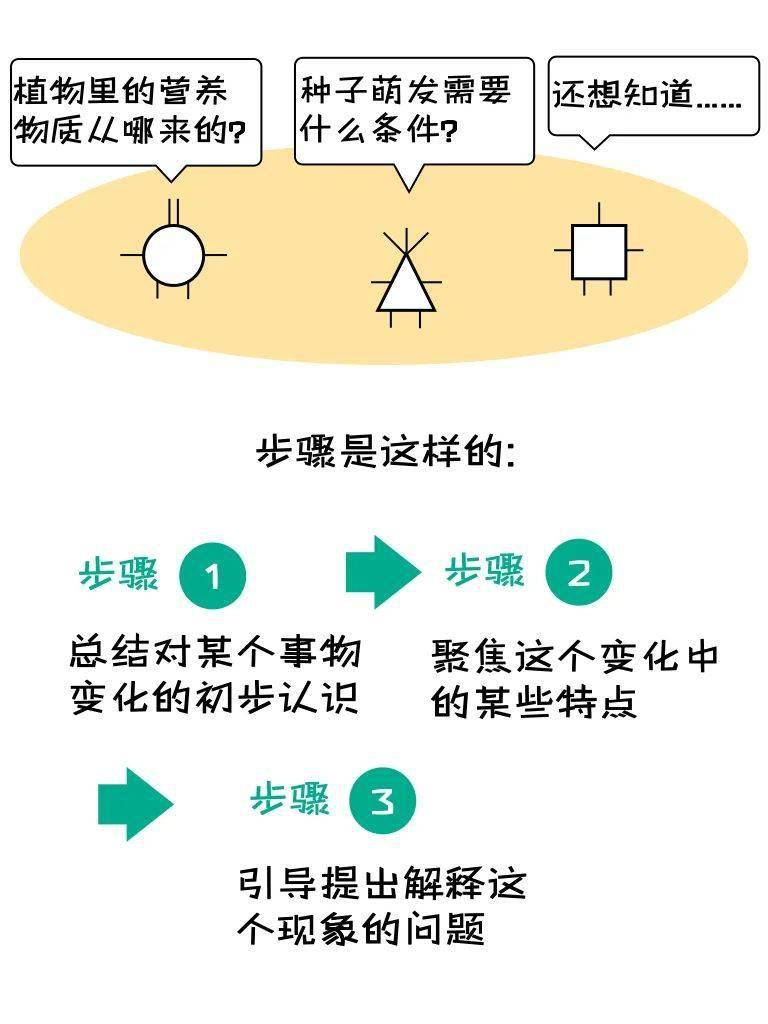 植物里的营养
物质从哪来的?
种子萌发需要
什么条件?
还想知道......
步骤是这样的:
步骤 1
总结对某个事物
变化的初步认识
步骤 2
聚焦这个变化中
的某些特点
步骤 3
引导提出解释这
个现象的问题